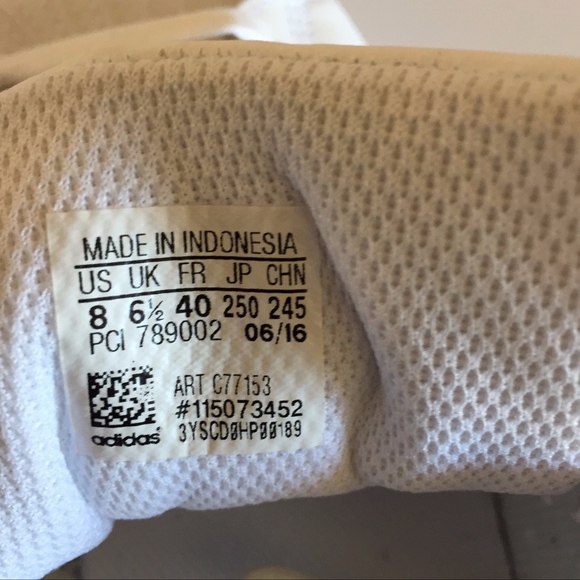 MADE IN INDONESIA
US UK FR JP CHN
8 6½ 40 250 245
PCI 789002 06/16
ART C77153
#115073452
adidas 3YSCD0HP00189